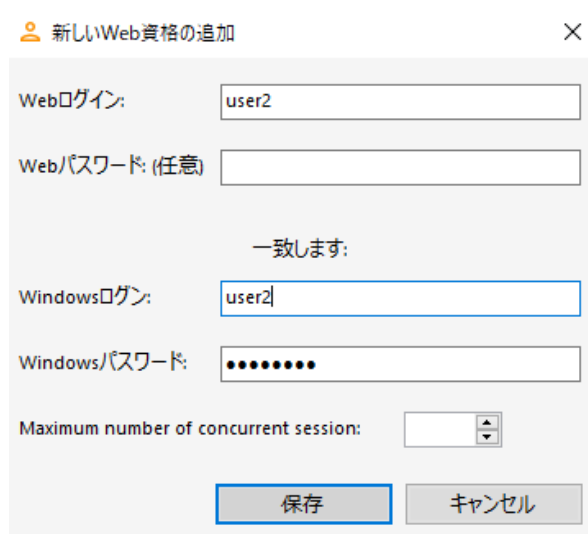 新しいWeb資格の追加
Webログイン: user2
Webパスワード: (任意)
一致します:
Windowsログン: user2
Windowsパスワード: ●●●●●●●●
Maximum number of concurrent session:
保存 キャンセル